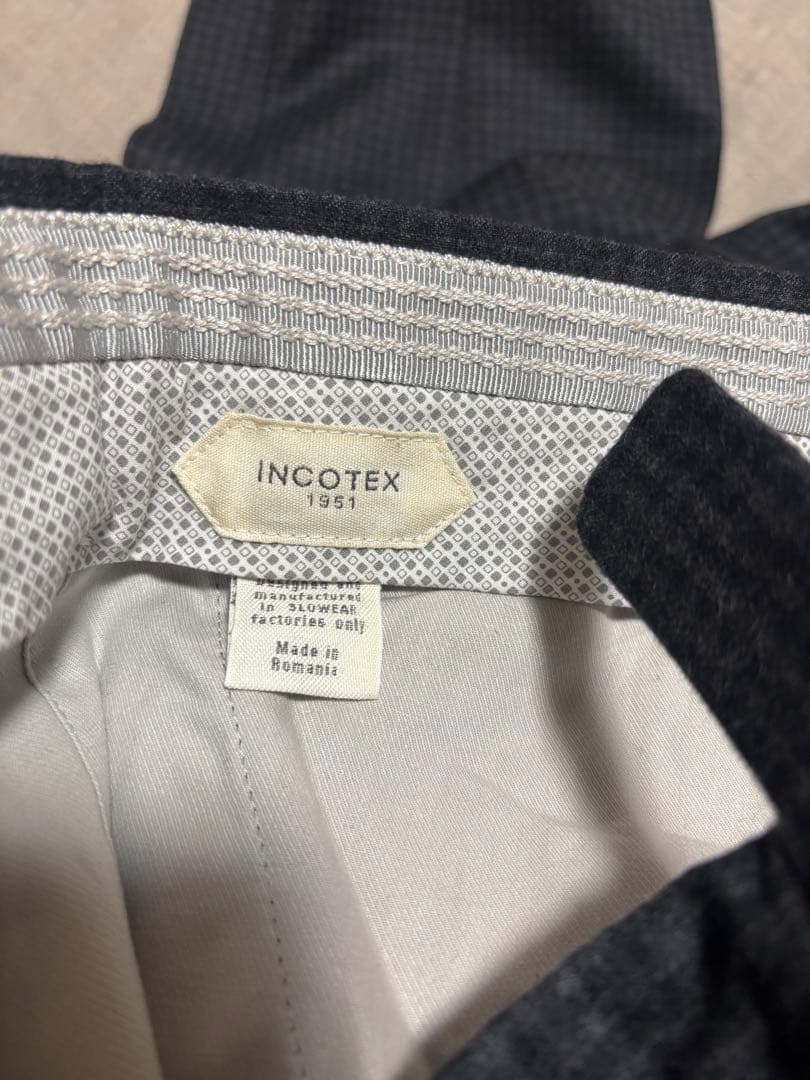 INCOTEX
1951
Designed and
manufactured
in SLOWEAR
factories only
Made in
Romania